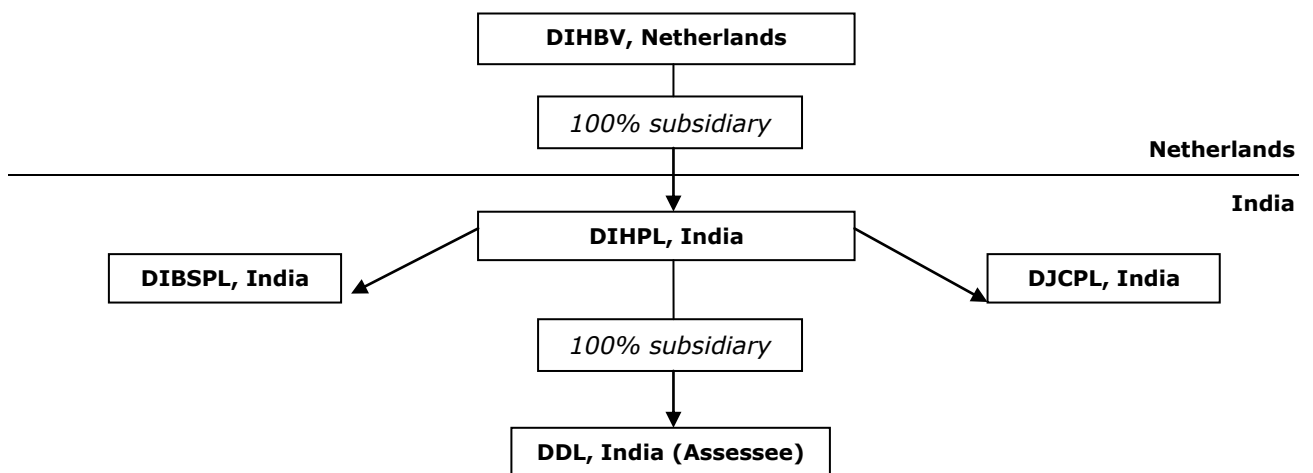 DIHBV, Netherlands
100% subsidiary
Netherlands
India
DIHPL, India
DIBSPL, India
DJCPL, India
100% subsidiary
DDL, India (Assessee)